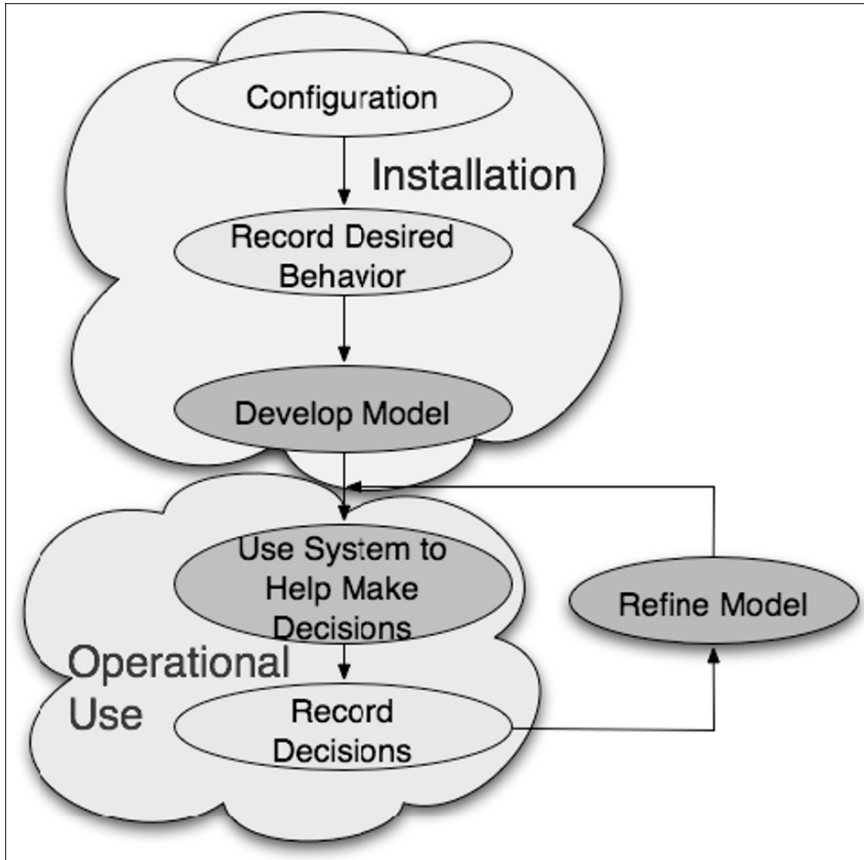 Configuration
Installation
Record Desired
Behavior
Develop Model
Use System to
Help Make
Decisions
Refine Model
Operational
Use
Record
Decisions